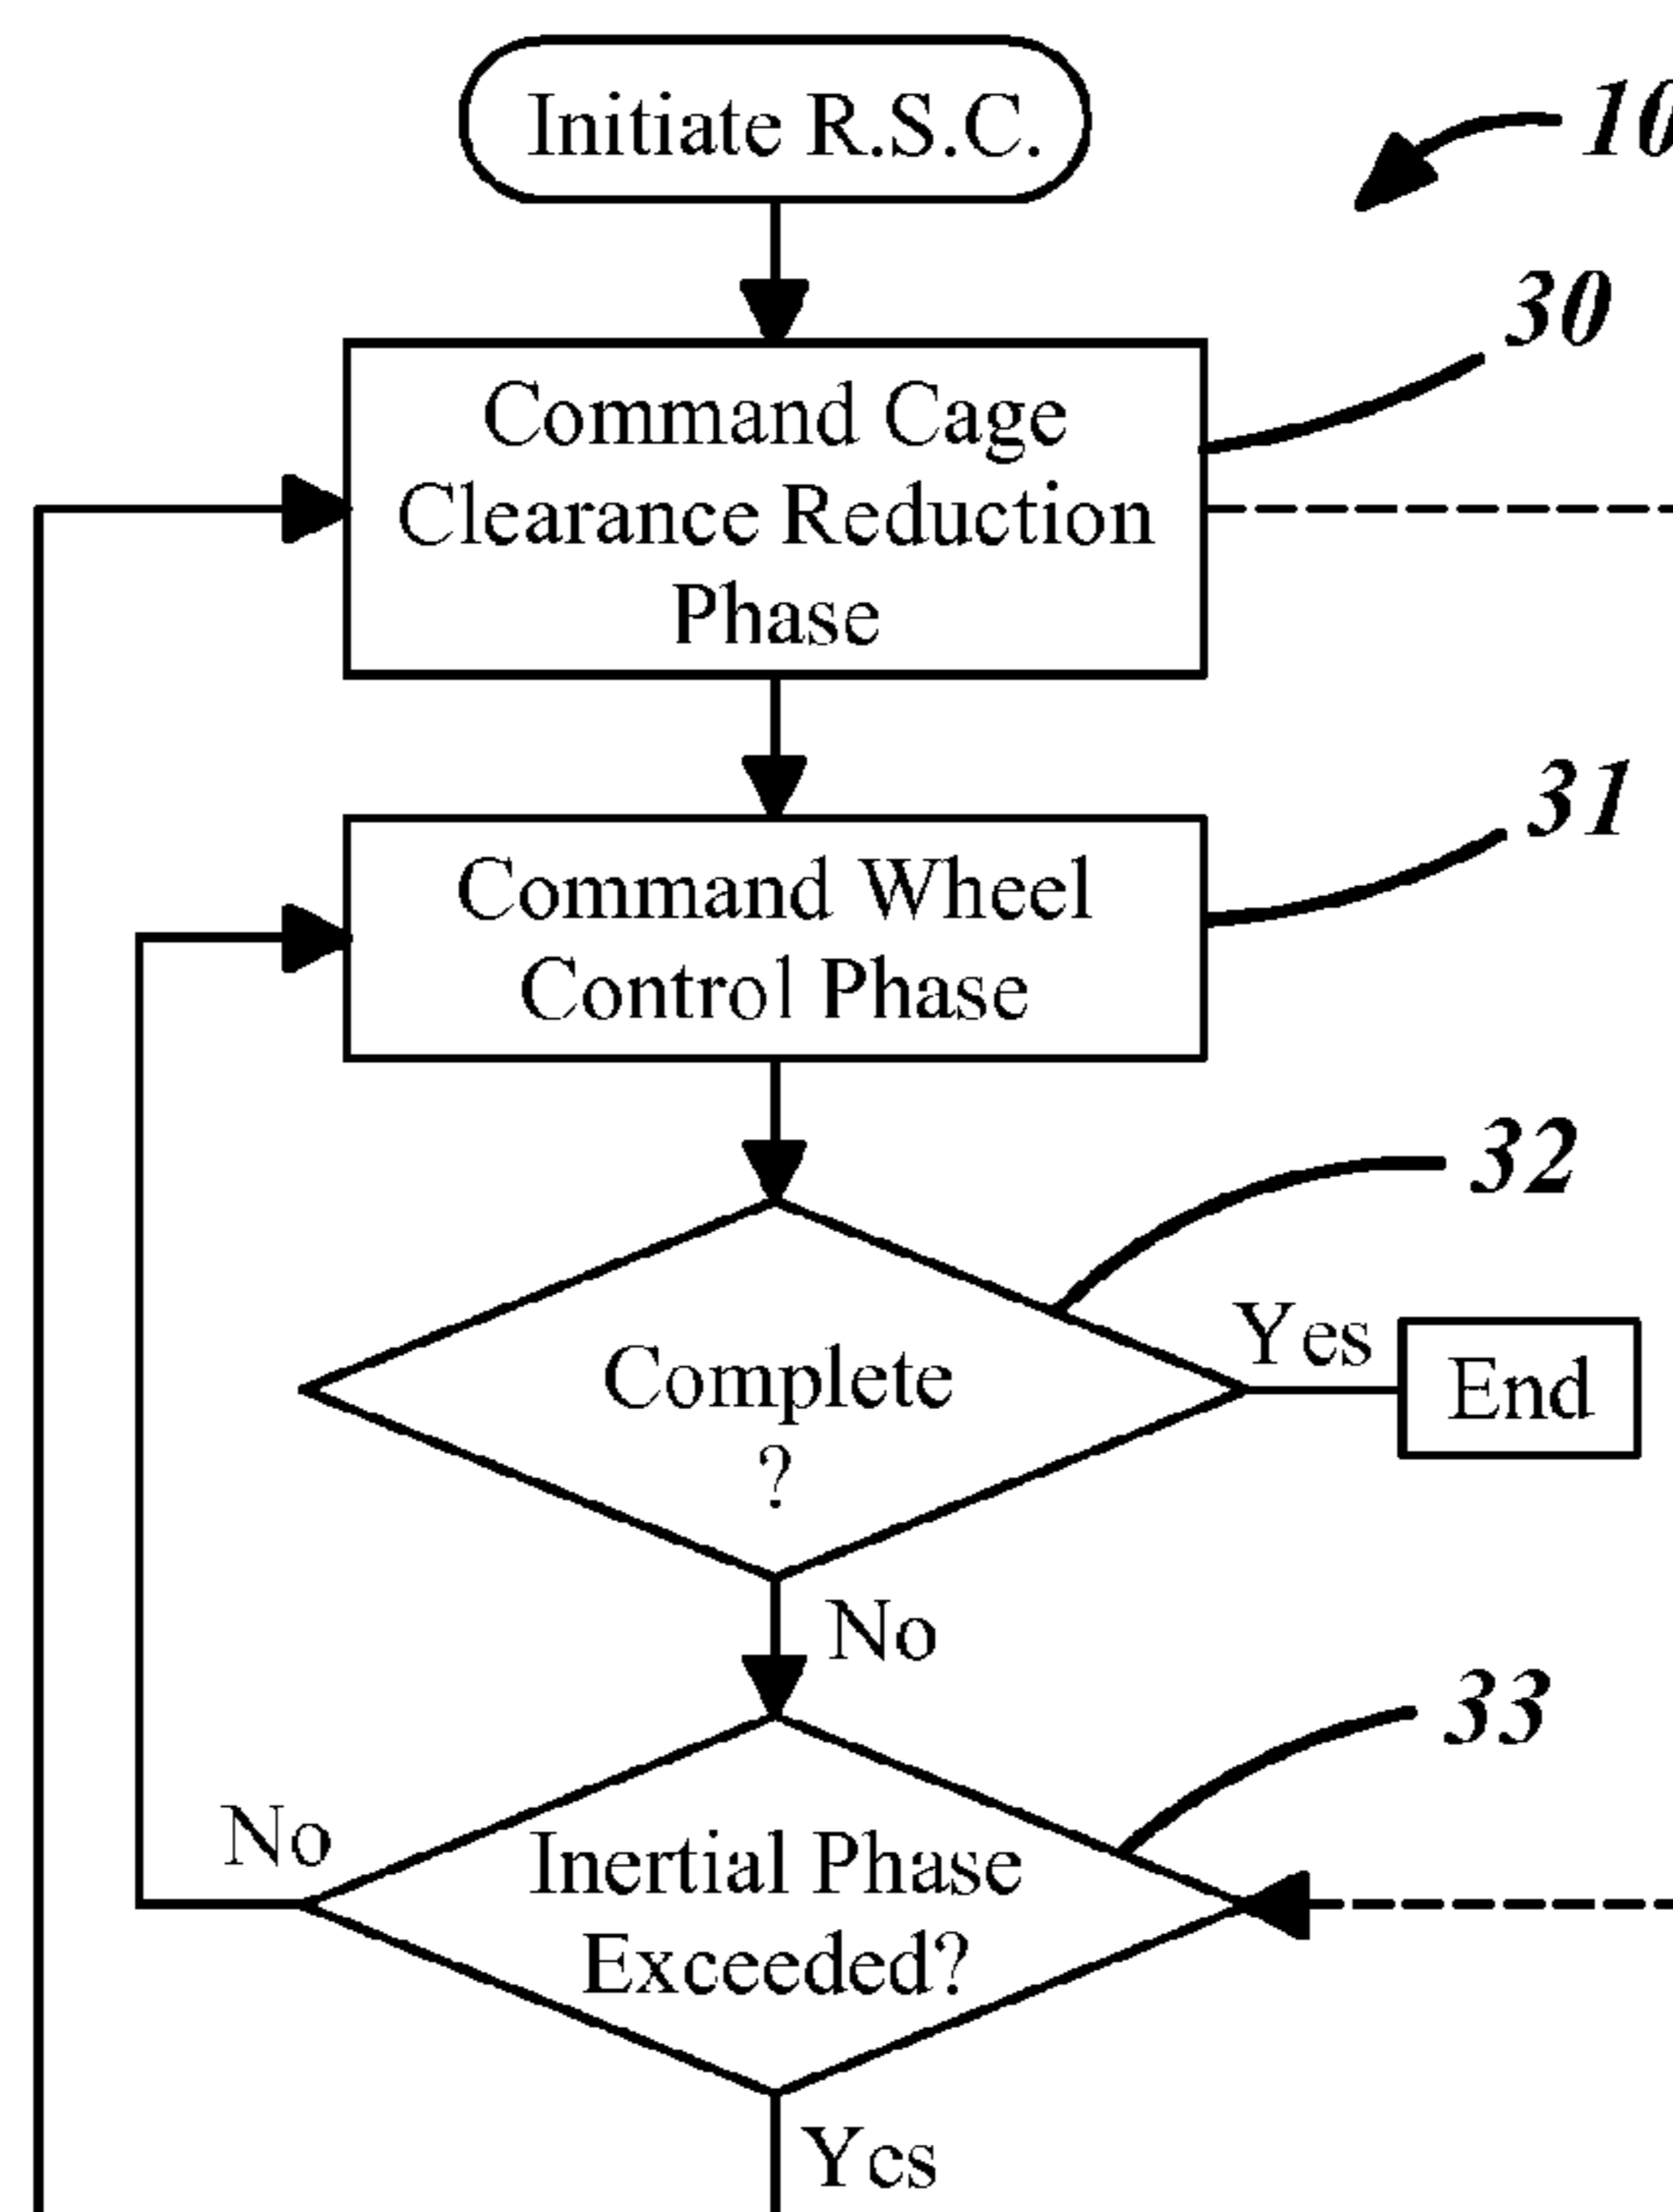 Initiate R.S.C.
10
30
Command Cage
Clearance Reduction
Phase
31
Command Wheel
Control Phase
32
Complete
?
Yes
End
No
33
No
Inertial Phase
Exceeded?
Yes